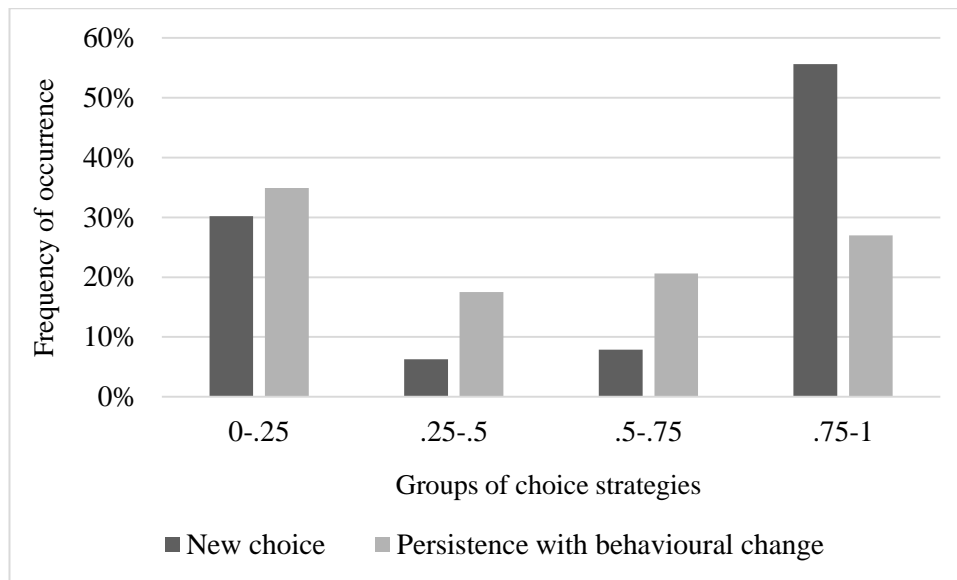 60%
50%
40%
30%
20%
10%
0%
Frequency of occurrence
0-.25 .25-.5 .5-.75 .75-1
Groups of choice strategies
New choice Persistence with behavioural change